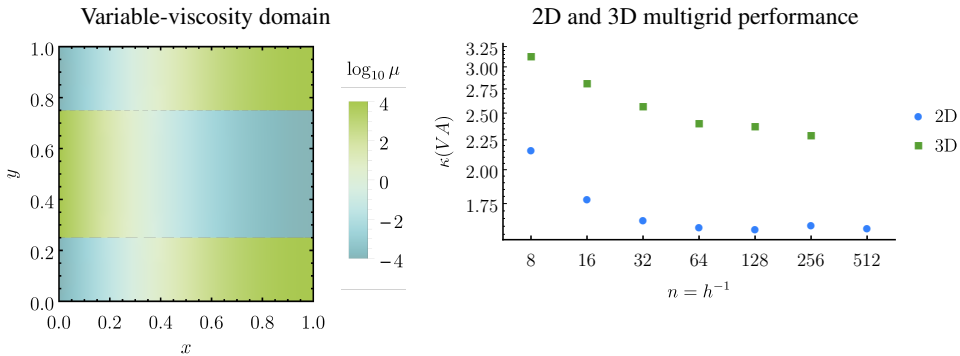 Variable-viscosity domain
1.0
0.8
0.6
y
0.4
0.2
0.0
0.0 0.2 0.4 0.6 0.8 1.0
x
log₁₀ μ
4
2
0
−2
−4
2D and 3D multigrid performance
3.25
3.00
2.75
2.50
κ(VA)
2.25
2.00
1.75
8 16 32 64 128 256 512
n = h⁻¹
2D
3D